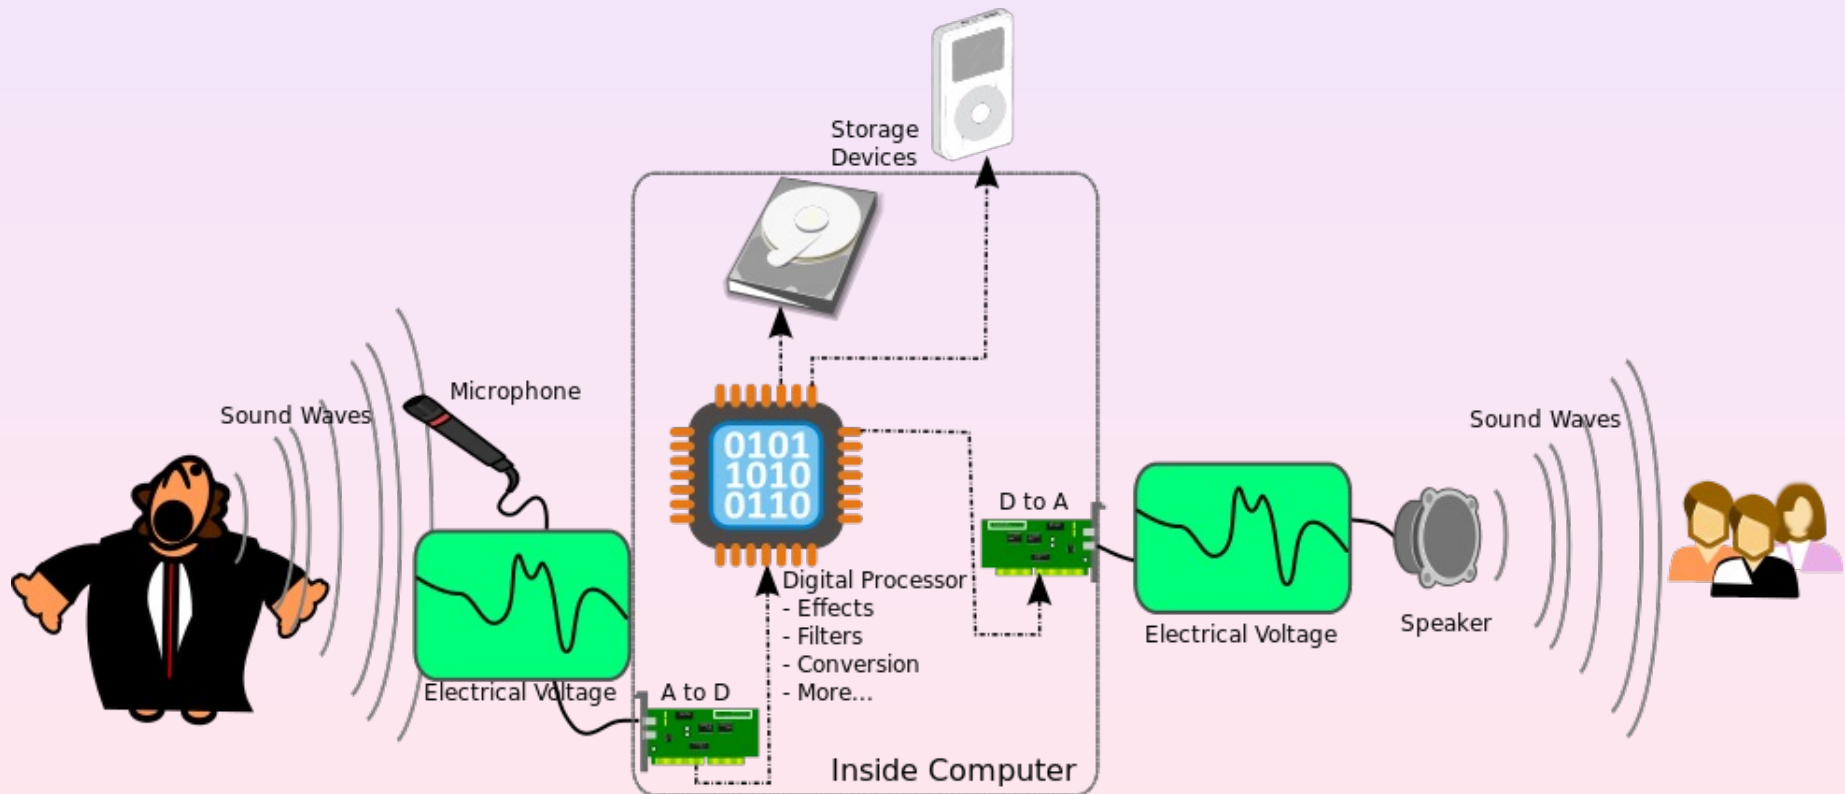 Storage
Devices
Microphone
Sound Waves
Sound Waves
0101
1010
0110
D to A
Digital Processor
- Effects
- Filters
- Conversion
- More...
Electrical Voltage
Speaker
Electrical Voltage
A to D
Inside Computer